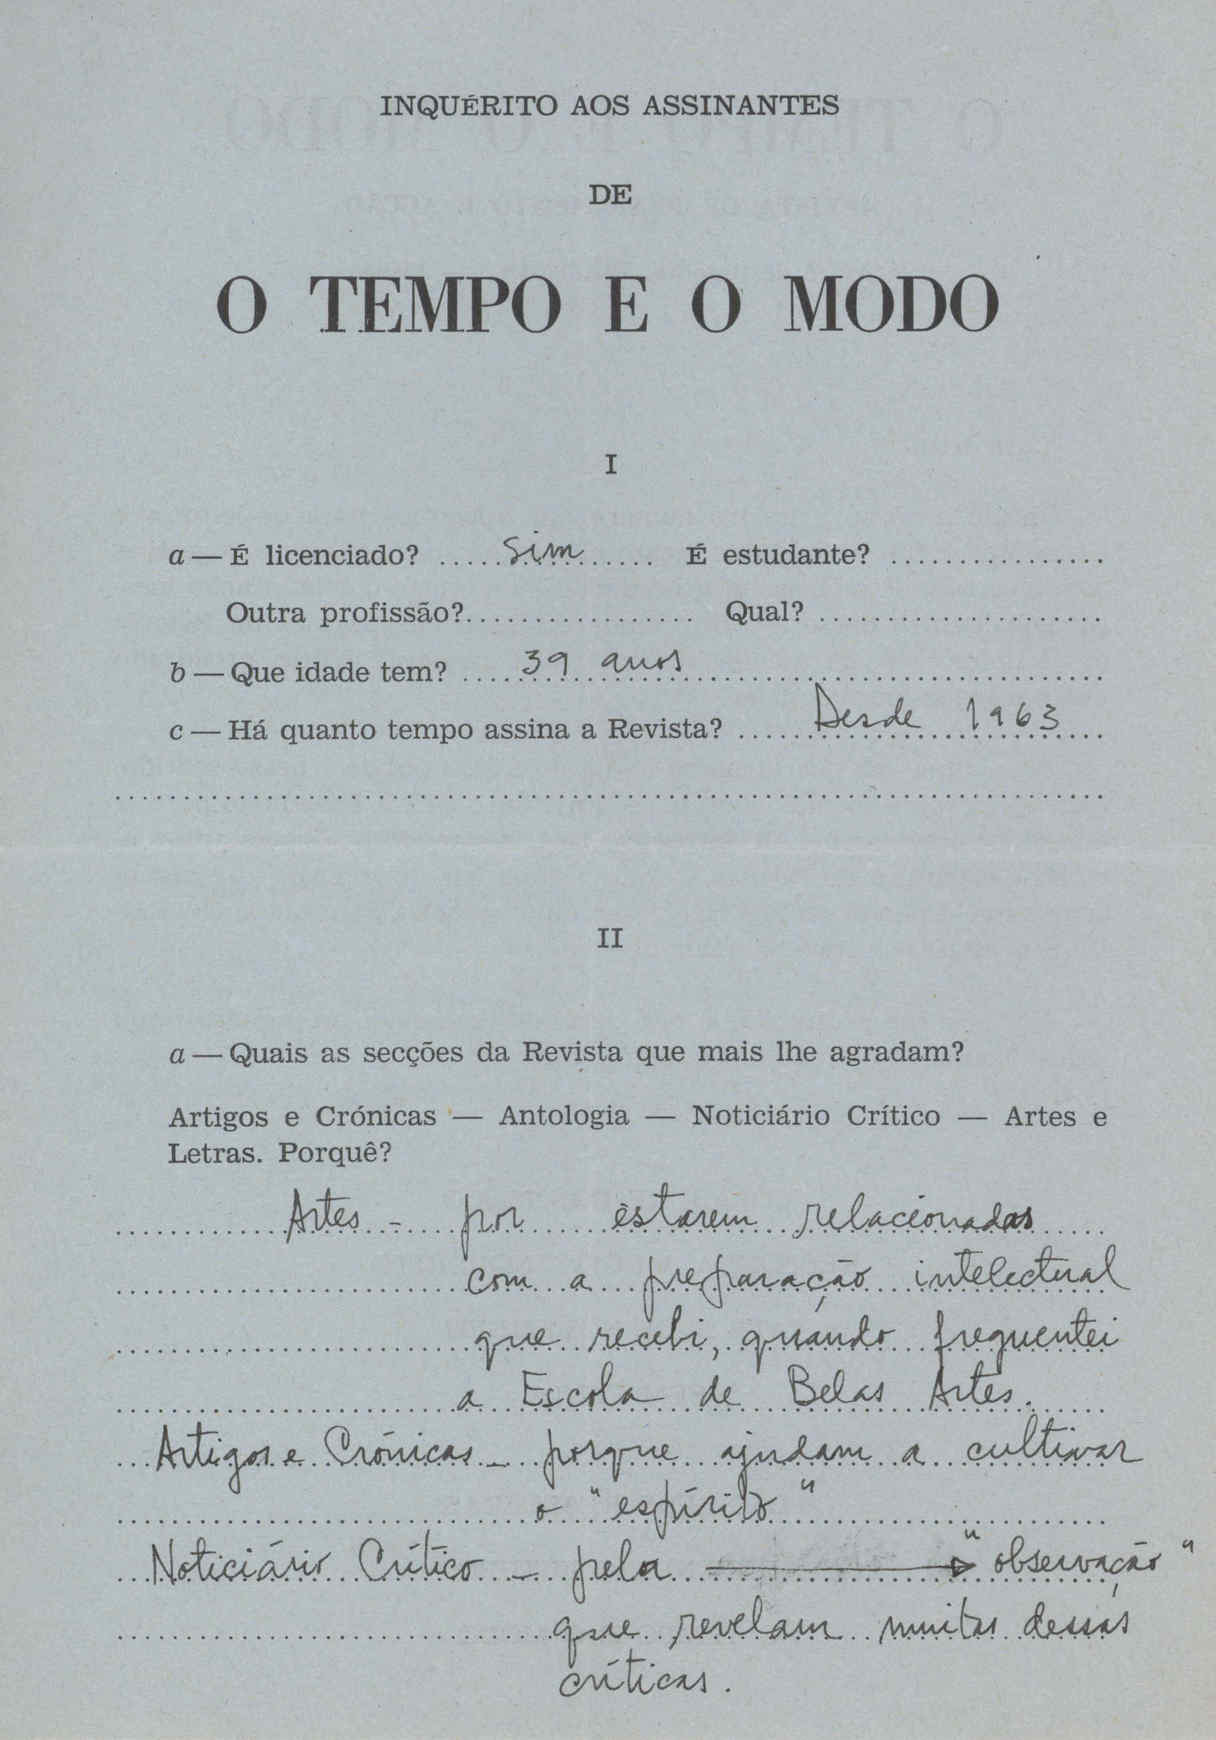 INQUÉRITO AOS ASSINANTES
DE
O TEMPO E O MODO
I
a — É licenciado? .....sim...... É estudante? ................
Outra profissão?................. Qual? .....................
b — Que idade tem? ....39 anos................................
c — Há quanto tempo assina a Revista? ......Desde 1963....
..........................................................................
II
a — Quais as secções da Revista que mais lhe agradam?
Artigos e Crónicas — Antologia — Noticiário Crítico — Artes e
Letras. Porquê?
Artes - por estarem relacionadas
com a preparação intelectual
que recebi, quando frequentei
a Escola de Belas Artes.
Artigos e Crónicas - porque ajudam a cultivar
o "espírito"
Noticiário Crítico - pela "observação"
que revelam muitas dessas
críticas.